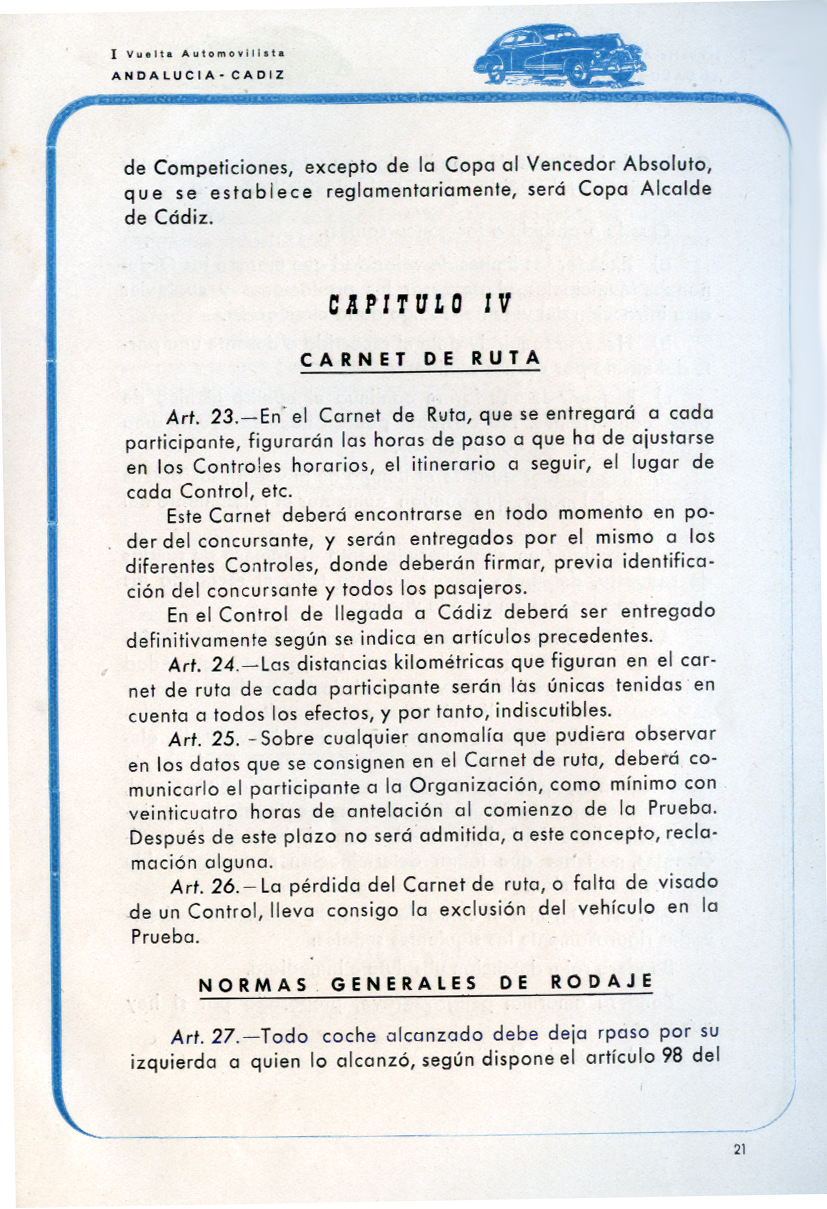 I Vuelta Automovilista
ANDALUCIA - CADIZ
de Competiciones, excepto de la Copa al Vencedor Absoluto,
que se establece reglamentariamente, será Copa Alcalde
de Cádiz.
CAPITULO IV
CARNET DE RUTA
Art. 23.—En el Carnet de Ruta, que se entregará a cada
participante, figurarán las horas de paso a que ha de ajustarse
en los Controles horarios, el itinerario a seguir, el lugar de
cada Control, etc.
Este Carnet deberá encontrarse en todo momento en po-
der del concursante, y serán entregados por el mismo a los
diferentes Controles, donde deberán firmar, previa identifica-
ción del concursante y todos los pasajeros.
En el Control de llegada a Cádiz deberá ser entregado
definitivamente según se indica en artículos precedentes.
Art. 24.—Las distancias kilométricas que figuran en el car-
net de ruta de cada participante serán lás únicas tenidas en
cuenta a todos los efectos, y por tanto, indiscutibles.
Art. 25. -Sobre cualquier anomalía que pudiera observar
en los datos que se consignen en el Carnet de ruta, deberá co-
municarlo el participante a la Organización, como mínimo con
veinticuatro horas de antelación al comienzo de la Prueba.
Después de este plazo no será admitida, a este concepto, recla-
mación alguna.
Art. 26.—La pérdida del Carnet de ruta, o falta de visado
de un Control, lleva consigo la exclusión del vehículo en la
Prueba.
NORMAS GENERALES DE RODAJE
Art. 27.—Todo coche alcanzado debe deja rpaso por su
izquierda a quien lo alcanzó, según dispone el artículo 98 del
21